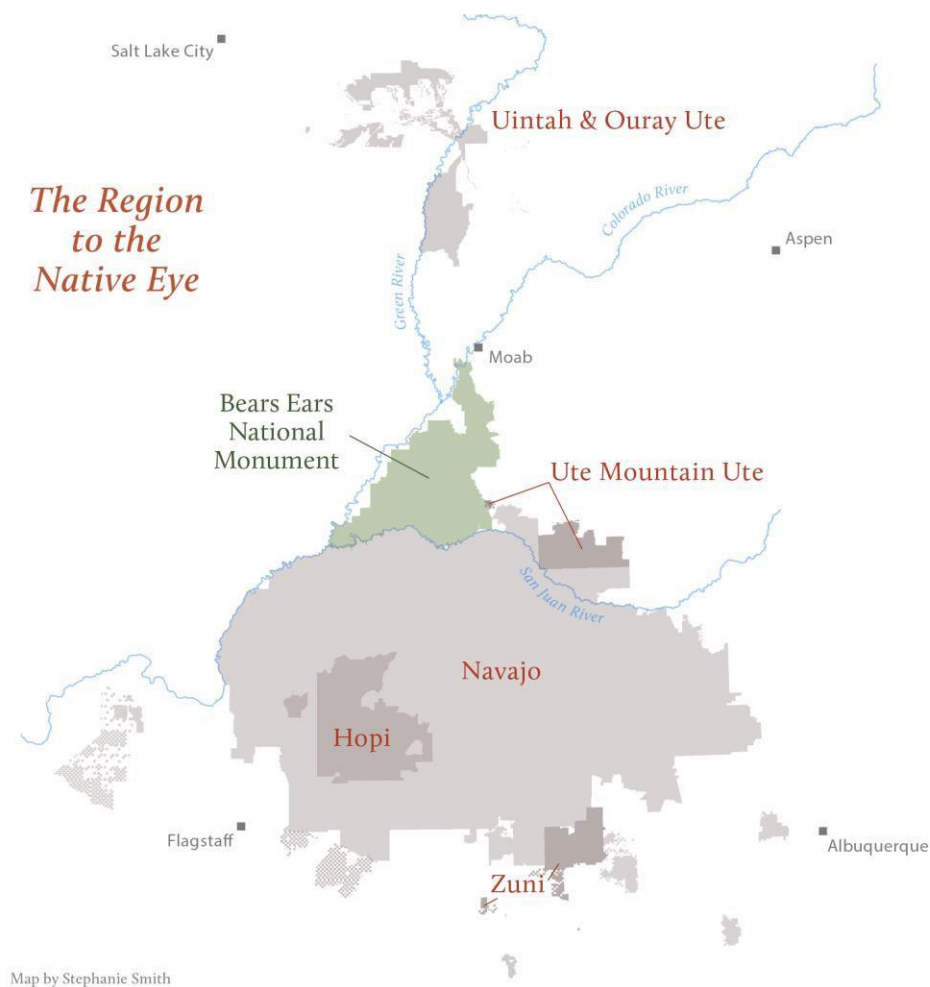 Salt Lake City
Uintah & Ouray Ute
The Region
to the
Native Eye
Colorado River
Aspen
Green River
Moab
Bears Ears
National
Monument
Ute Mountain Ute
San Juan River
Navajo
Hopi
Flagstaff
Albuquerque
Zuni
Map by Stephanie Smith